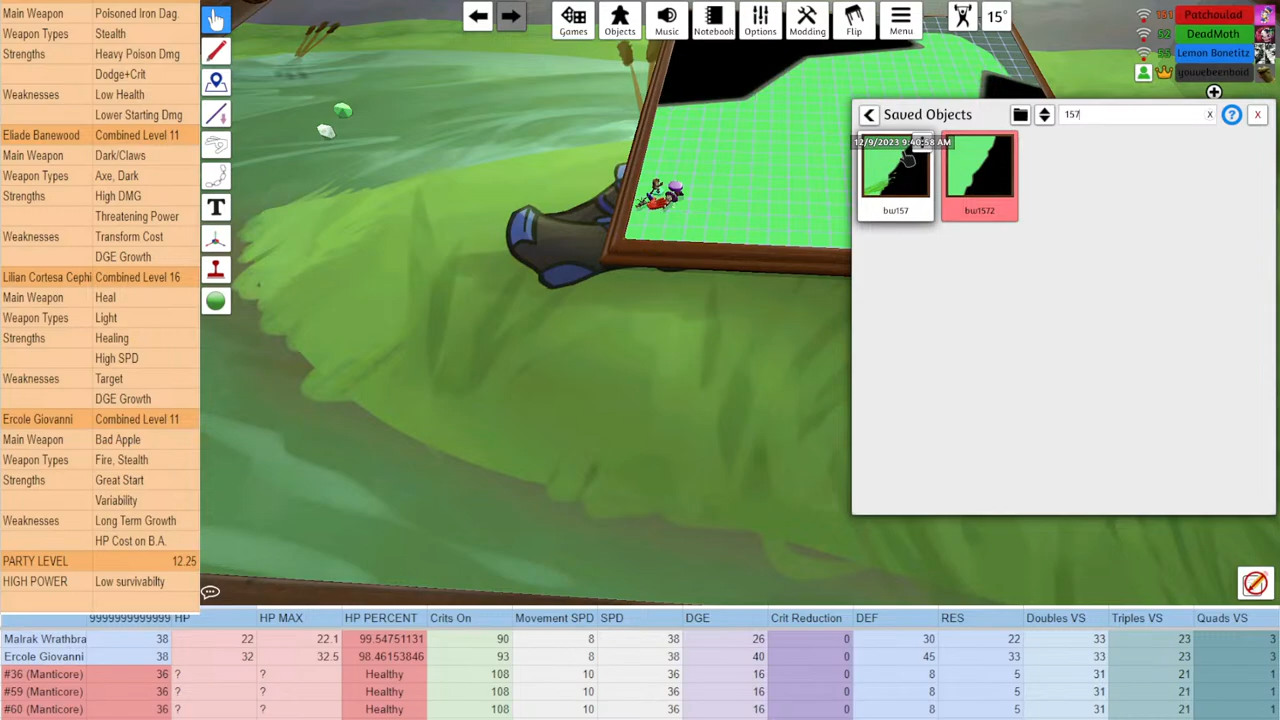 Main Weapon Poisoned Iron Dag.
Weapon Types Stealth
Strengths Heavy Poison Dmg
Dodge+Crit
Weaknesses Low Health
Lower Starting Dmg
Eliade Banewood Combined Level 11
Main Weapon Dark/Claws
Weapon Types Axe, Dark
Strengths High DMG
Threatening Power
Weaknesses Transform Cost
DGE Growth
Lilian Cortesa Cephi Combined Level 16
Main Weapon Heal
Weapon Types Light
Strengths Healing
High SPD
Weaknesses Target
DGE Growth
Ercole Giovanni Combined Level 11
Main Weapon Bad Apple
Weapon Types Fire, Stealth
Strengths Great Start
Variability
Weaknesses Long Term Growth
HP Cost on B.A.
PARTY LEVEL 12.25
HIGH POWER Low survivabilty
T
Games Objects Music Notebook Options Modding Flip Menu 15°
151 Patchoulad
52 DeadMoth
55 Lemon Bonetitz
youvebeenboid
Saved Objects 157 X ? X
12/9/2023 9:40:58 AM
bw157 bw1572
9999999999999 HP HP MAX HP PERCENT Crits On Movement SPD SPD DGE Crit Reduction DEF RES Doubles VS Triples VS Quads VS
Malrak Wrathbra 38 22 22.1 99.54751131 90 8 38 26 0 30 22 33 23 3
Ercole Giovanni 38 32 32.5 98.46153846 93 8 38 40 0 45 33 33 23 3
#36 (Manticore) 36 ? ? Healthy 108 10 36 16 0 8 5 31 21 1
#59 (Manticore) 36 ? ? Healthy 108 10 36 16 0 8 5 31 21 1
#60 (Manticore) 36 ? ? Healthy 108 10 36 16 0 8 5 31 21 1